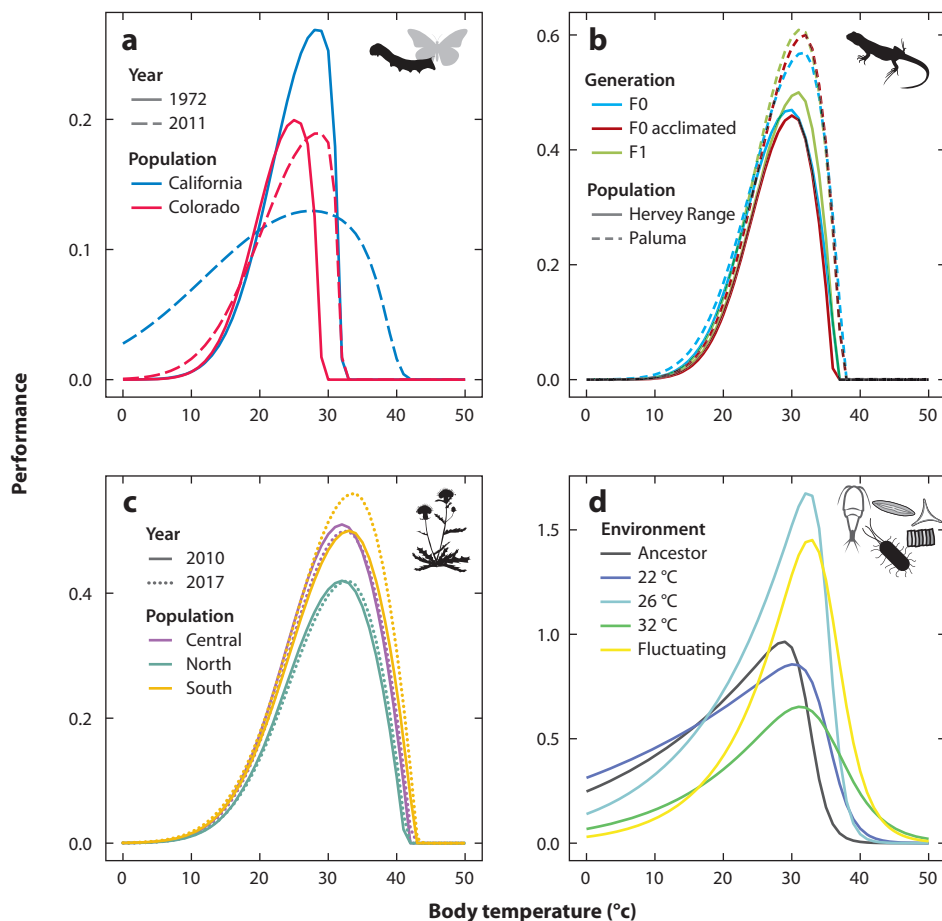 Performance
a
Year
1972
2011
Population
California
Colorado
0.2
0.1
0.0
0 10 20 30 40 50
b
Generation
F0
F0 acclimated
F1
Population
Hervey Range
Paluma
0.6
0.4
0.2
0.0
0 10 20 30 40 50
c
Year
2010
2017
Population
Central
North
South
0.4
0.2
0.0
0 10 20 30 40 50
d
Environment
Ancestor
22 °C
26 °C
32 °C
Fluctuating
1.5
1.0
0.5
0.0
0 10 20 30 40 50
Body temperature (°c)